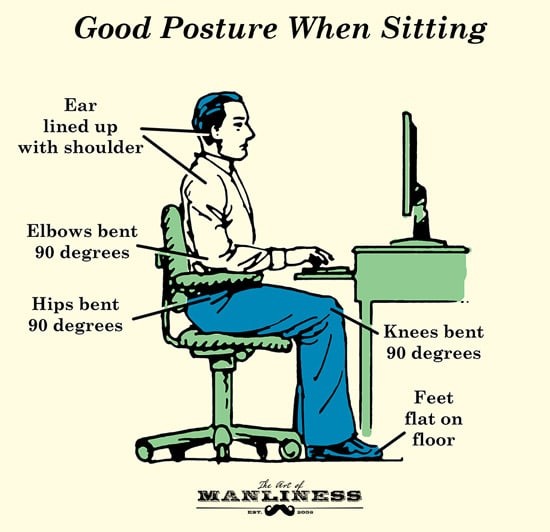 Good Posture When Sitting
Ear
lined up
with shoulder
Elbows bent
90 degrees
Hips bent
90 degrees
Knees bent
90 degrees
Feet
flat on
floor
The Art of
MANLINESS
EST. 2008